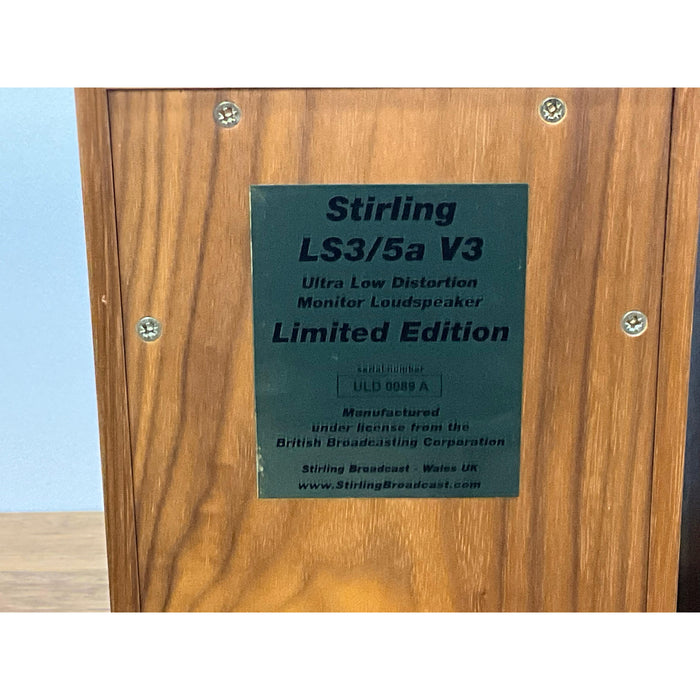 Stirling
LS3/5a V3
Ultra Low Distortion
Monitor Loudspeaker
Limited Edition
serial number
ULD 0089 A
Manufactured
under license from the
British Broadcasting Corporation
Stirling Broadcast - Wales UK
www.StirlingBroadcast.com